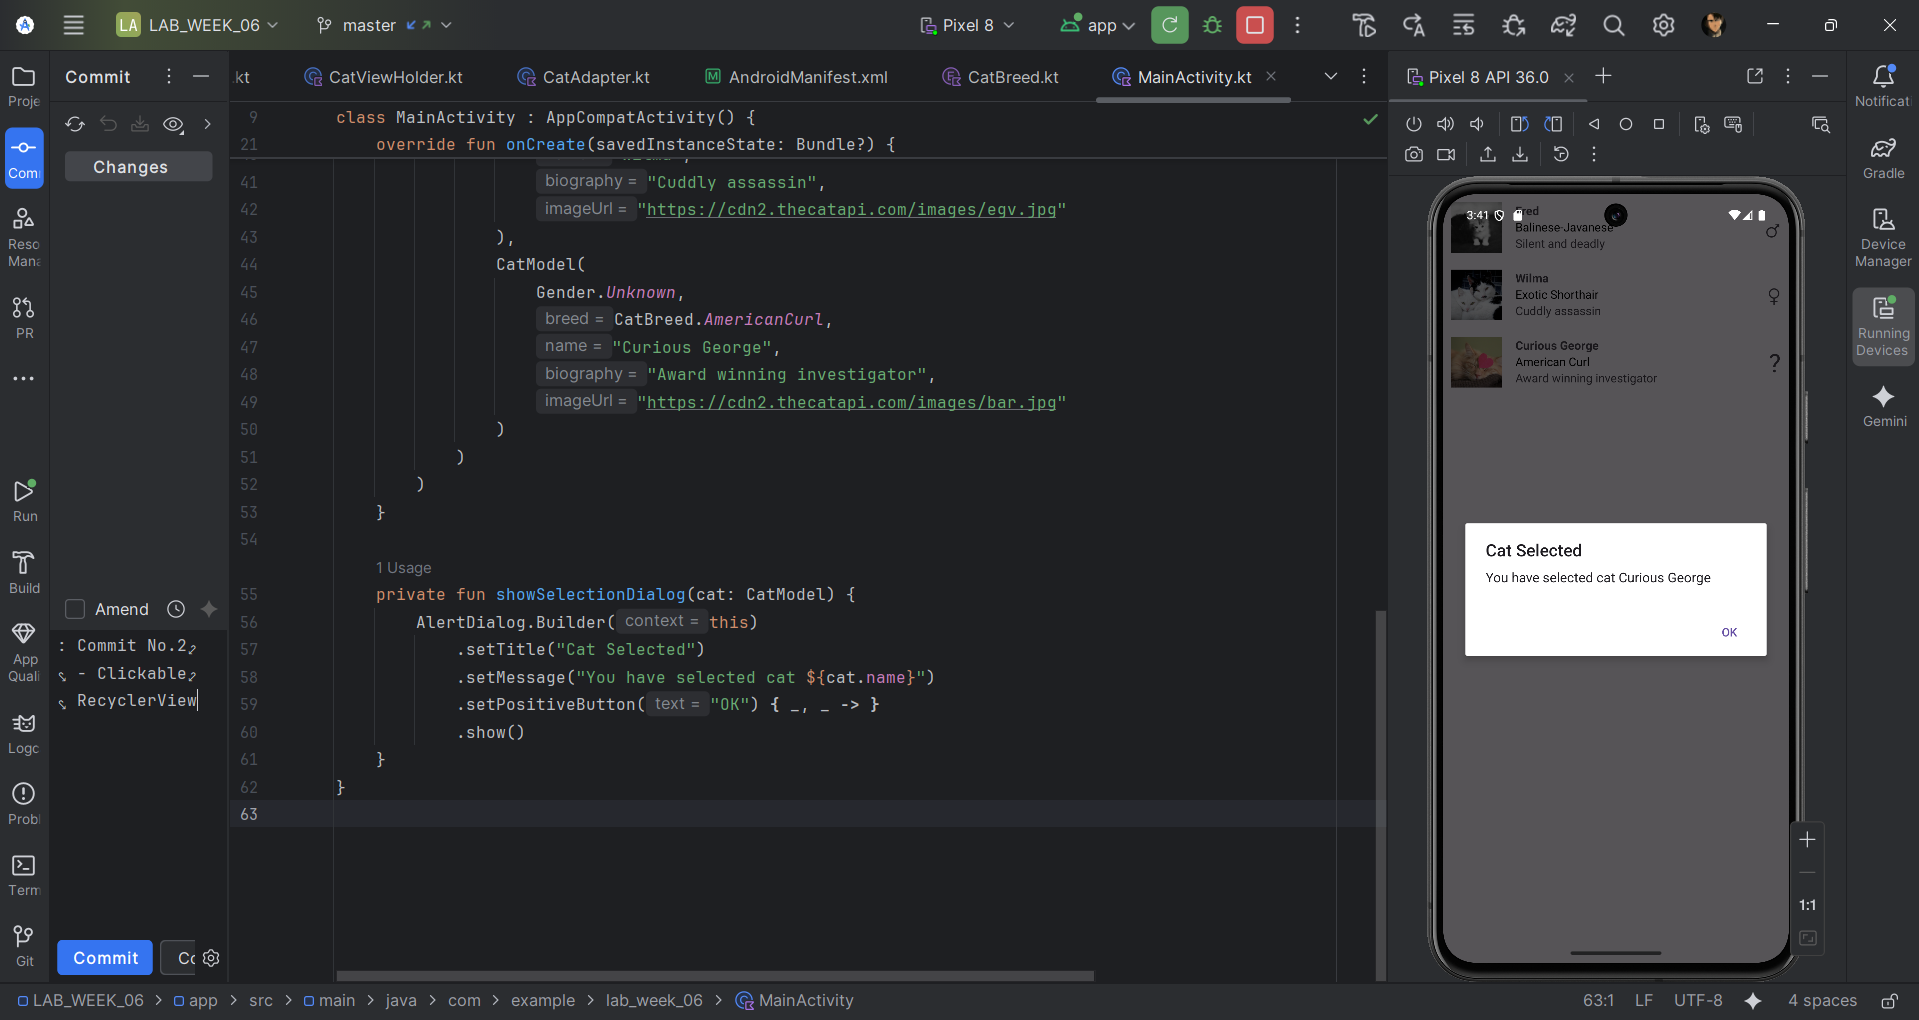 LA LAB_WEEK_06 master Pixel 8 app
Commit
.kt CatViewHolder.kt CatAdapter.kt AndroidManifest.xml CatBreed.kt MainActivity.kt
Pixel 8 API 36.0
Proje
Com
Reso
Mana
PR
Run
Build
App
Quali
Logc
Probl
Term
Git
Changes
Amend
: Commit No.2
- Clickable
RecyclerView
Commit Co
9 class MainActivity : AppCompatActivity() {
21 override fun onCreate(savedInstanceState: Bundle?) {
41 biography = "Cuddly assassin",
42 imageUrl = "https://cdn2.thecatapi.com/images/egv.jpg"
43 ),
44 CatModel(
45 Gender.Unknown,
46 breed = CatBreed.AmericanCurl,
47 name = "Curious George",
48 biography = "Award winning investigator",
49 imageUrl = "https://cdn2.thecatapi.com/images/bar.jpg"
50 )
51 )
52 )
53 }
54
1 Usage
55 private fun showSelectionDialog(cat: CatModel) {
56 AlertDialog.Builder( context = this)
57 .setTitle("Cat Selected")
58 .setMessage("You have selected cat ${cat.name}")
59 .setPositiveButton( text = "OK") { _, _ -> }
60 .show()
61 }
62 }
63
3:41
Fred
Balinese-Javanese
Silent and deadly
Wilma
Exotic Shorthair
Cuddly assassin
Curious George
American Curl
Award winning investigator
?
Cat Selected
You have selected cat Curious George
OK
1:1
Notificati
Gradle
Device
Manager
Running
Devices
Gemini
LAB_WEEK_06 > app > src > main > java > com > example > lab_week_06 > MainActivity
63:1 LF UTF-8 4 spaces